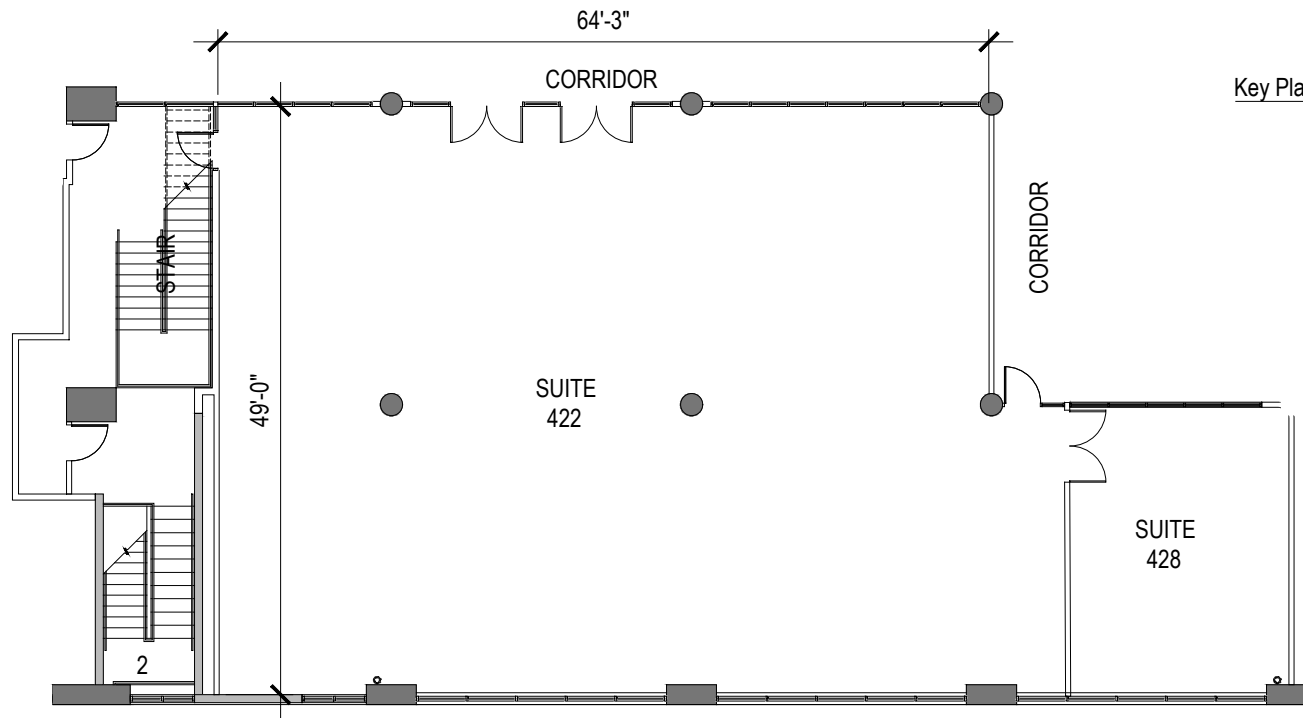 64'-3"
CORRIDOR
Key Pla
STAIR
CORRIDOR
49'-0"
SUITE
422
SUITE
428
2